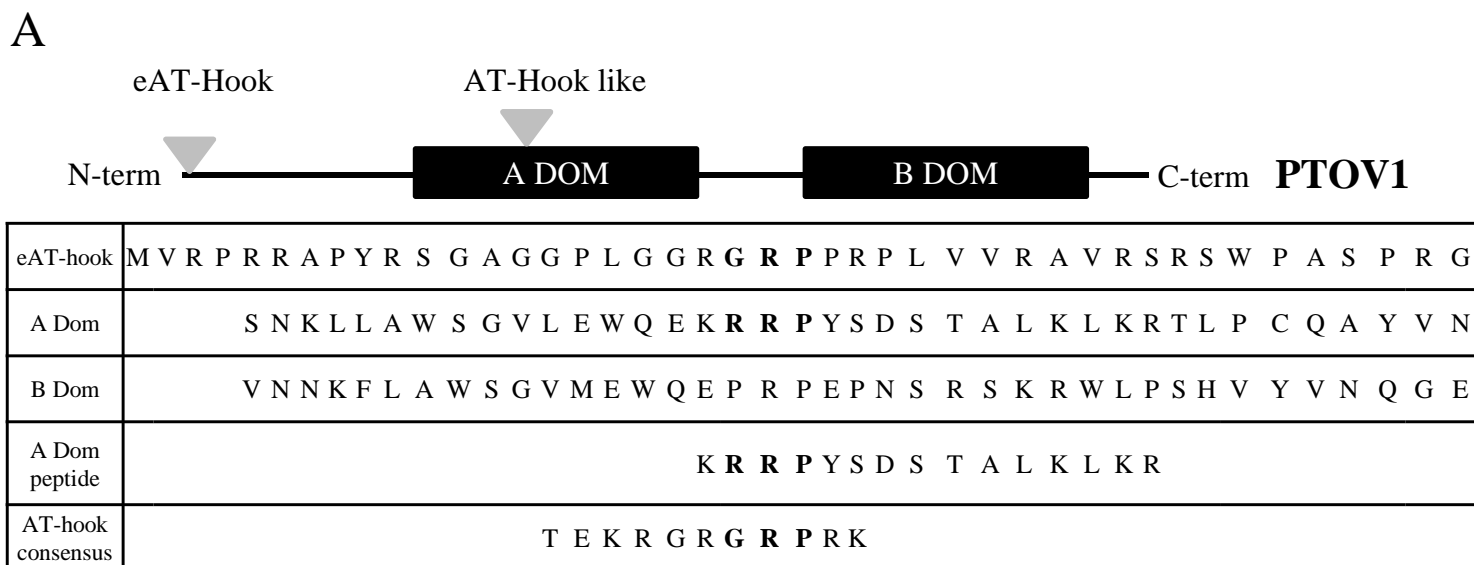 A
eAT-Hook AT-Hook like
N-term A DOM B DOM C-term PTOV1
eAT-hook M V R P R R A P Y R S G A G G P L G G R G R P P R P L V V R A V R S R S W P A S P R G
A Dom S N K L L A W S G V L E W Q E K R R P Y S D S T A L K L K R T L P C Q A Y V N
B Dom V N N K F L A W S G V M E W Q E P R P E P N S R S K R W L P S H V Y V N Q G E
A Dom
peptide K R R P Y S D S T A L K L K R
AT-hook
consensus T E K R G R G R P R K